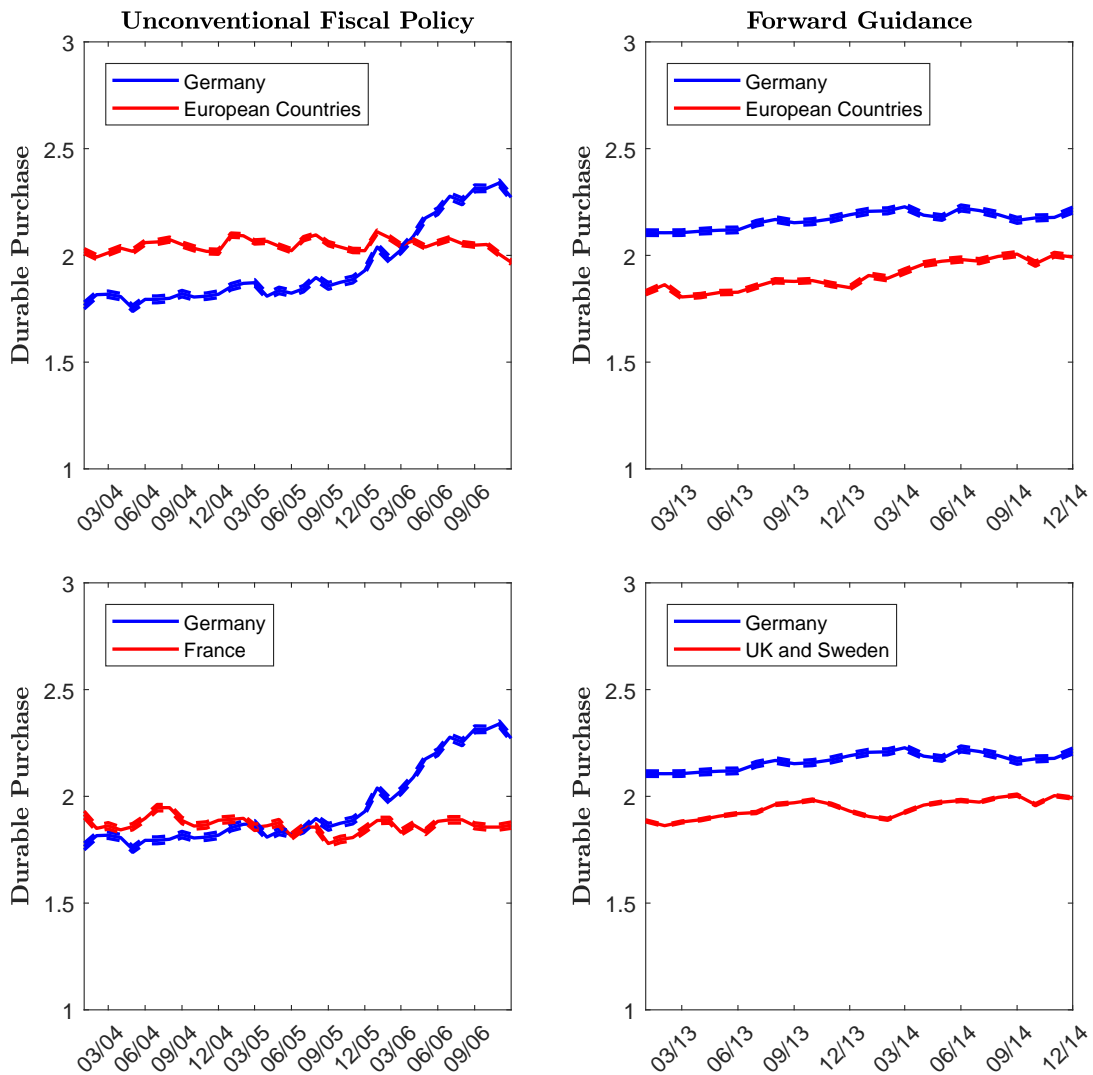 Unconventional Fiscal Policy
Durable Purchase
3
2.5
2
1.5
1
Germany
European Countries
03/04 06/04 09/04 12/04 03/05 06/05 09/05 12/05 03/06 06/06 09/06
Forward Guidance
Durable Purchase
3
2.5
2
1.5
1
Germany
European Countries
03/13 06/13 09/13 12/13 03/14 06/14 09/14 12/14
Durable Purchase
3
2.5
2
1.5
1
Germany
France
03/04 06/04 09/04 12/04 03/05 06/05 09/05 12/05 03/06 06/06 09/06
Durable Purchase
3
2.5
2
1.5
1
Germany
UK and Sweden
03/13 06/13 09/13 12/13 03/14 06/14 09/14 12/14